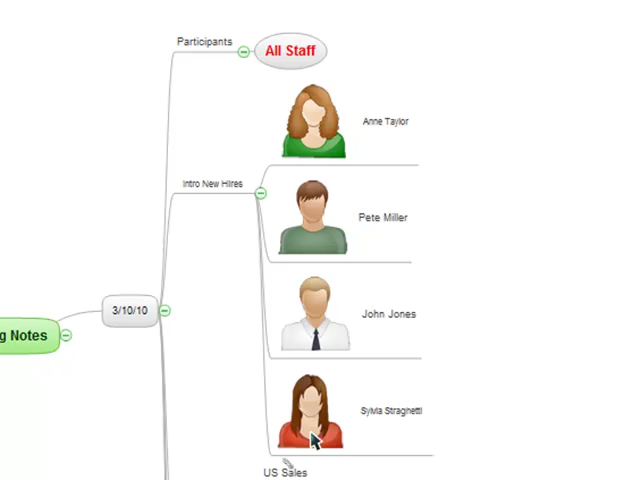 Participants
All Staff
Anne Taylor
Intro New Hires
Pete Miller
3/10/10
John Jones
g Notes
Sylvia Straghetti
US Sales